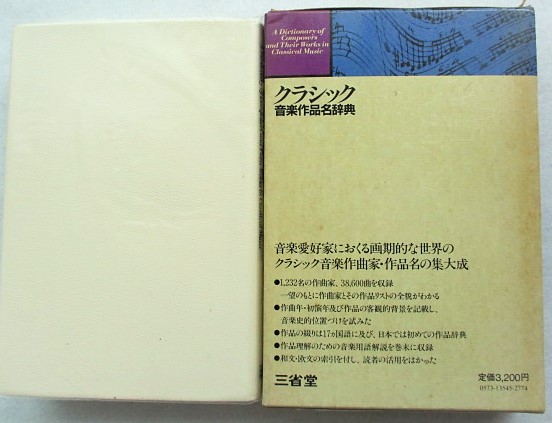 A Dictionary of
Composers
and Their Works in
Classical Music
クラシック
音楽作品名辞典
音楽愛好家におくる画期的な世界の
クラシック音楽作曲家・作品名の集大成
●1,232名の作曲家、38,600曲を収録
一望のもとに作曲家とその作品リストの全貌がわかる
●作曲年・初演年及び作品の客観的背景を記載し、
音楽史的位置づけを試みた
●作品の綴りは17カ国語に及び、日本では初めての作品辞典
●作品理解のための音楽用語解説を巻末に収録
●和文・欧文の索引を付し、読者の活用をはかった
三省堂
定価3,200円
0573-13545-2774